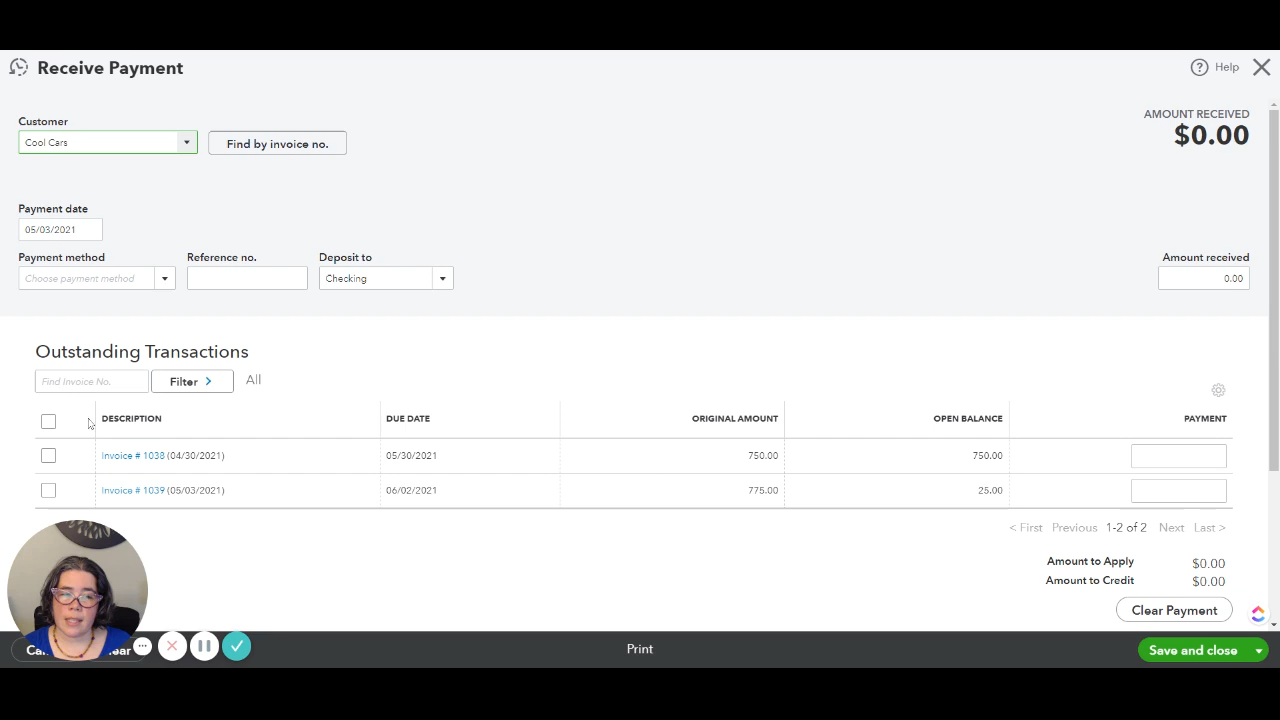 Receive Payment
Help
Customer
AMOUNT RECEIVED
Cool Cars
Find by invoice no.
$0.00
Payment date
05/03/2021
Payment method
Reference no.
Deposit to
Amount received
Choose payment method
Checking
0.00
Outstanding Transactions
Find Invoice No.
Filter >
All
DESCRIPTION
DUE DATE
ORIGINAL AMOUNT
OPEN BALANCE
PAYMENT
Invoice # 1038 (04/30/2021)
05/30/2021
750.00
750.00
Invoice # 1039 (05/03/2021)
06/02/2021
775.00
25.00
< First Previous 1-2 of 2 Next Last >
Amount to Apply $0.00
Amount to Credit $0.00
Clear Payment
Print
Save and close